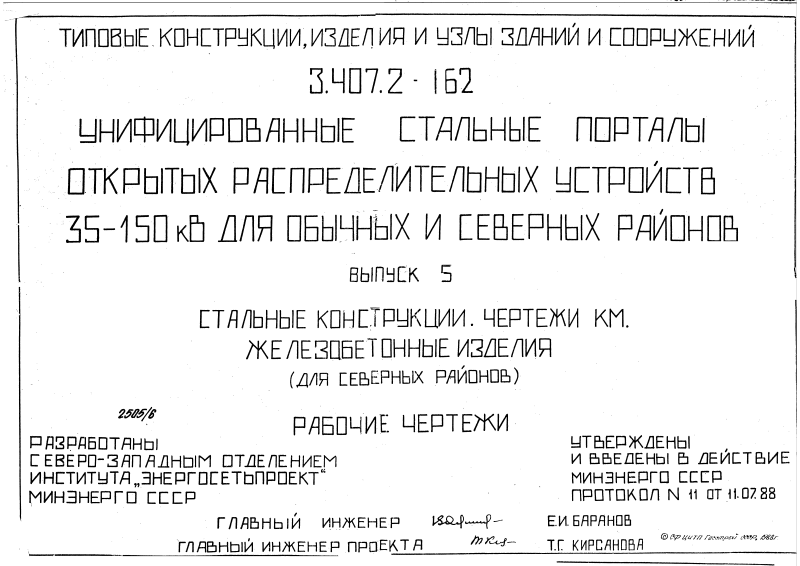 ТИПОВЫЕ КОНСТРУКЦИИ, ИЗДЕЛИЯ И УЗЛЫ ЗДАНИЙ И СООРУЖЕНИЙ
3.407.2-162
УНИФИЦИРОВАННЫЕ СТАЛЬНЫЕ ПОРТАЛЫ
ОТКРЫТЫХ РАСПРЕДЕЛИТЕЛЬНЫХ УСТРОЙСТВ
35-150 кВ ДЛЯ ОБЫЧНЫХ И СЕВЕРНЫХ РАЙОНОВ
ВЫПУСК 5
СТАЛЬНЫЕ КОНСТРУКЦИИ. ЧЕРТЕЖИ КМ.
ЖЕЛЕЗОБЕТОННЫЕ ИЗДЕЛИЯ
(ДЛЯ СЕВЕРНЫХ РАЙОНОВ)
2505/6
РАБОЧИЕ ЧЕРТЕЖИ
РАЗРАБОТАНЫ
СЕВЕРО-ЗАПАДНЫМ ОТДЕЛЕНИЕМ
ИНСТИТУТА „ЭНЕРГОСЕТЬПРОЕКТ"
МИНЭНЕРГО СССР
УТВЕРЖДЕНЫ
И ВВЕДЕНЫ В ДЕЙСТВИЕ
МИНЭНЕРГО СССР
ПРОТОКОЛ N 11 ОТ 11.07.88
ГЛАВНЫЙ ИНЖЕНЕР Е.И. БАРАНОВ
ГЛАВНЫЙ ИНЖЕНЕР ПРОЕКТА Т.Г. КИРСАНОВА
© ЦИТП Госстроя СССР, 1988г